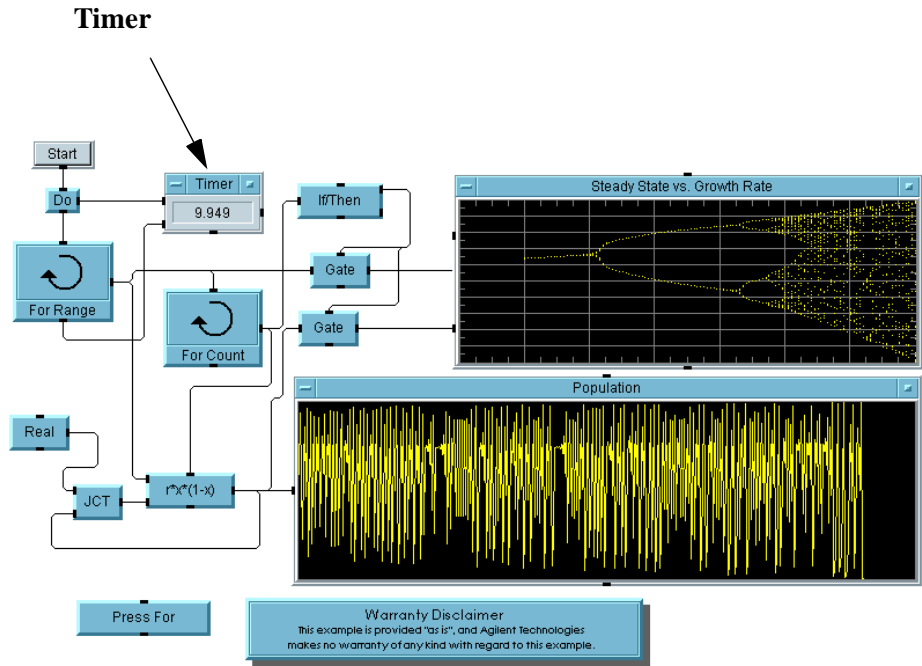 Timer
Start
Do
Timer
9.949
If/Then
Steady State vs. Growth Rate
Gate
For Range
Gate
For Count
Population
Real
r*x*(1-x)
JCT
Press For
Warranty Disclaimer
This example is provided "as is", and Agilent Technologies
makes no warranty of any kind with regard to this example.